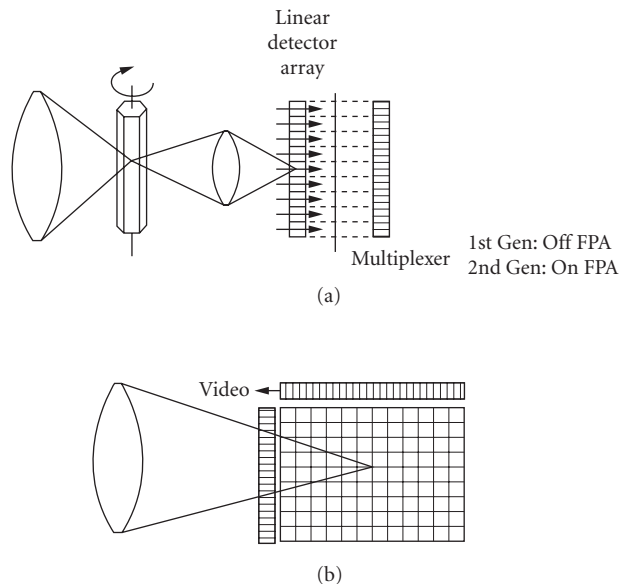 Linear
detector
array
Multiplexer
1st Gen: Off FPA
2nd Gen: On FPA
(a)
Video
(b)